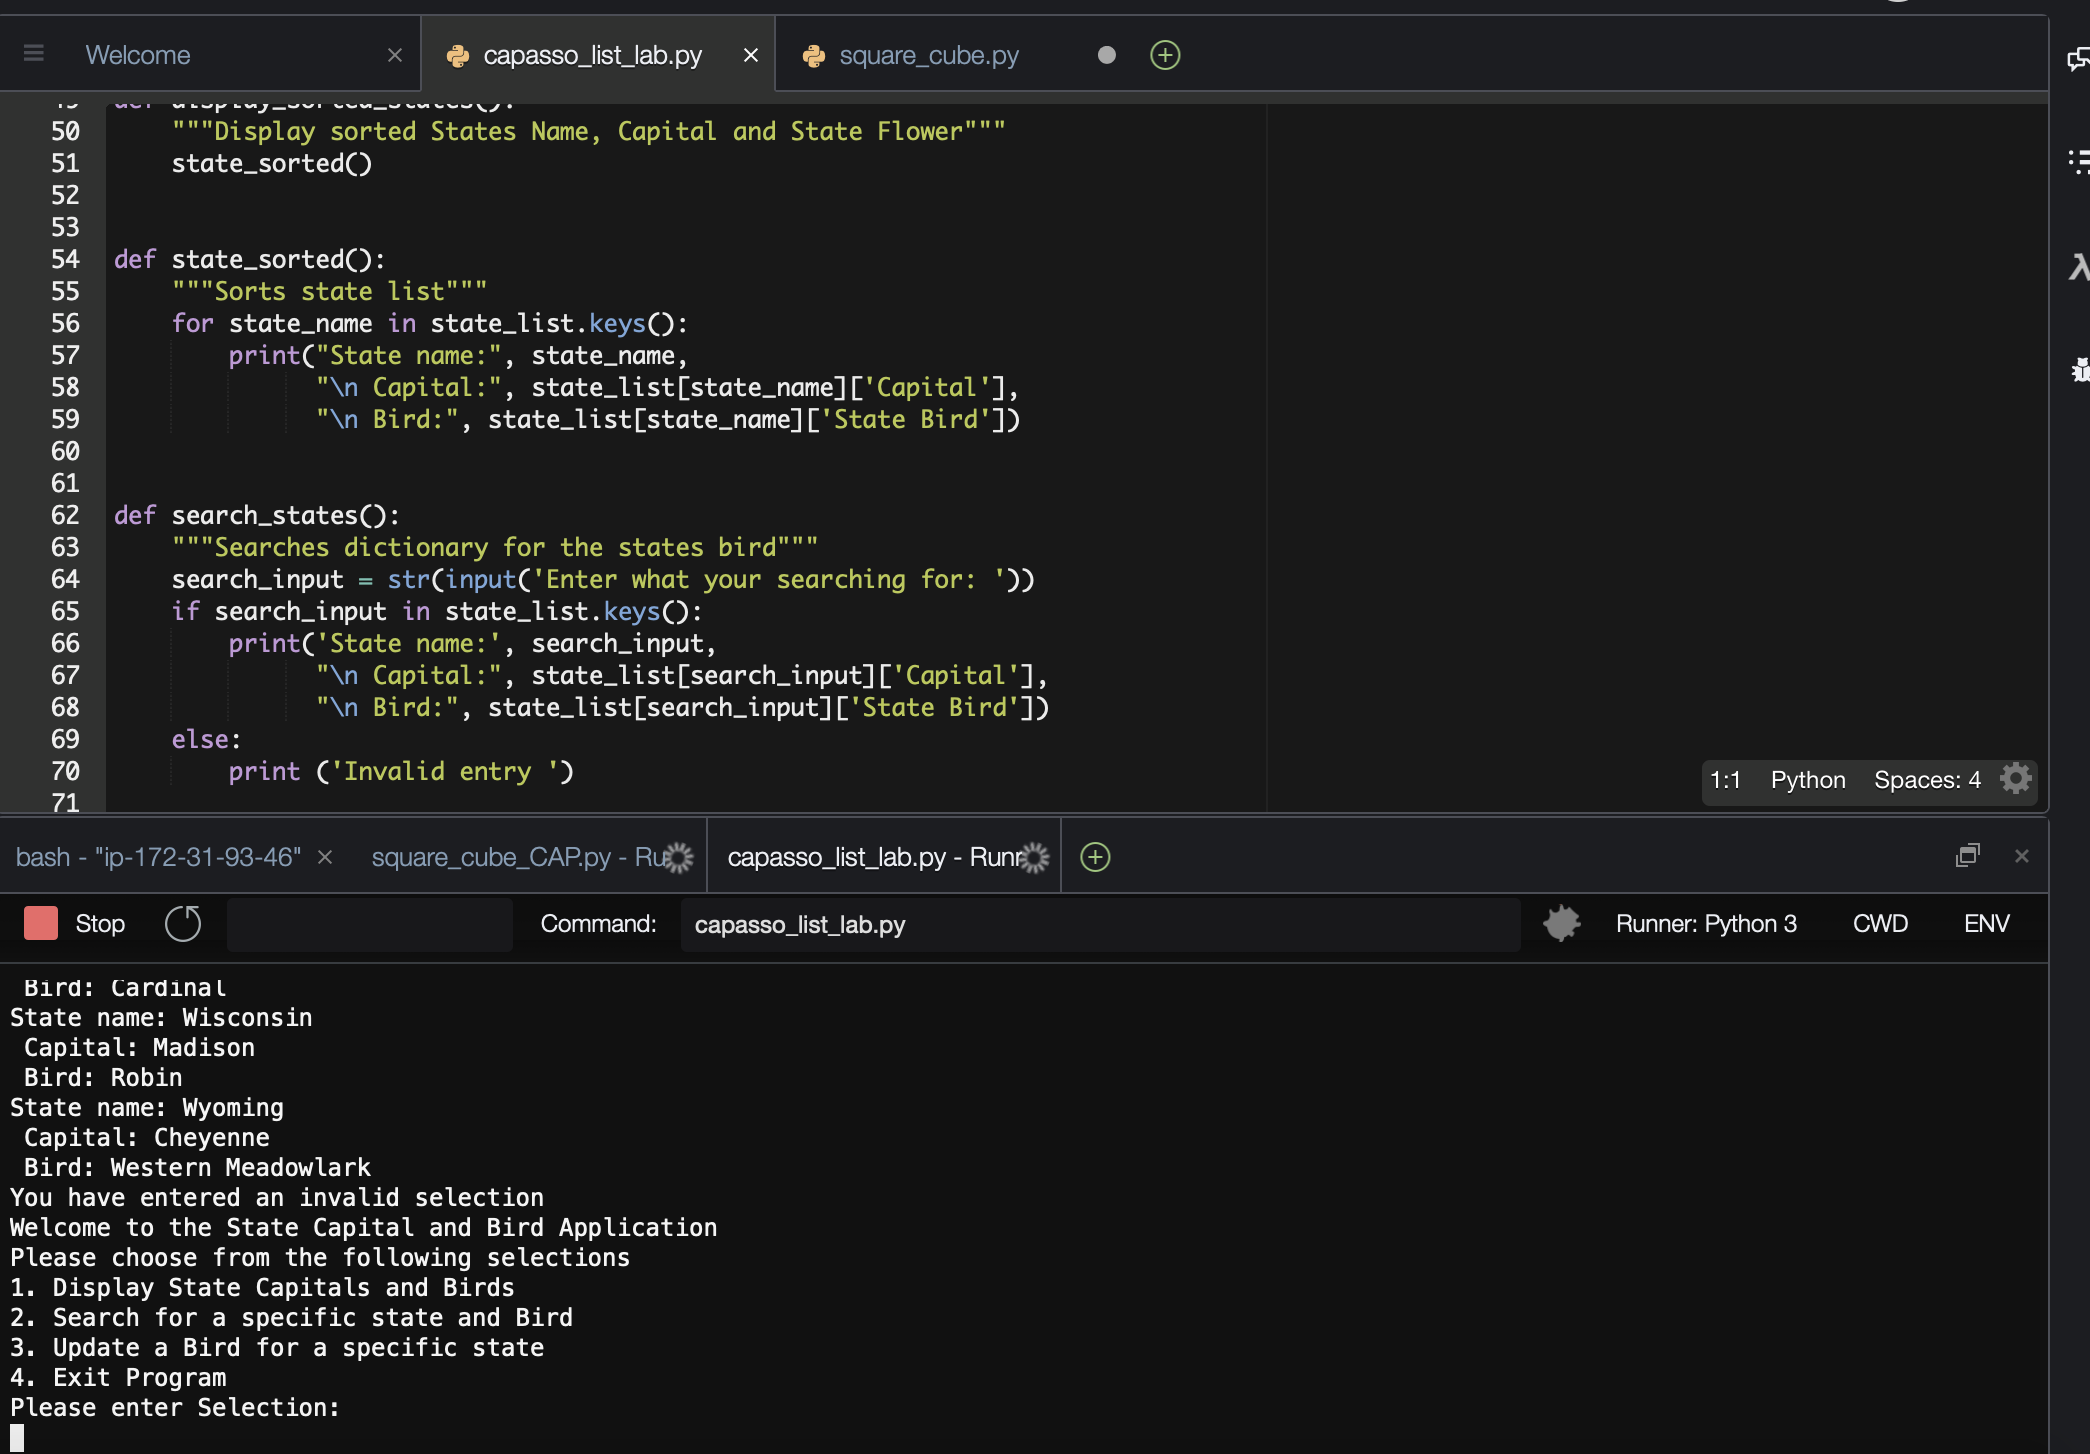 Welcome
capasso_list_lab.py
square_cube.py
49 def display_sorted_states():
50     """Display sorted States Name, Capital and State Flower"""
51     state_sorted()
52
53
54 def state_sorted():
55     """Sorts state list"""
56     for state_name in state_list.keys():
57         print("State name:", state_name,
58               "\n Capital:", state_list[state_name]['Capital'],
59               "\n Bird:", state_list[state_name]['State Bird'])
60
61
62 def search_states():
63     """Searches dictionary for the states bird"""
64     search_input = str(input('Enter what your searching for: '))
65     if search_input in state_list.keys():
66         print('State name:', search_input,
67               "\n Capital:", state_list[search_input]['Capital'],
68               "\n Bird:", state_list[search_input]['State Bird'])
69     else:
70         print ('Invalid entry ')
71
1:1 Python Spaces: 4
bash - "ip-172-31-93-46"
square_cube_CAP.py - Ru
capasso_list_lab.py - Runr
Stop
Command:
capasso_list_lab.py
Runner: Python 3
CWD
ENV
 Bird: Cardinal
State name: Wisconsin
 Capital: Madison
 Bird: Robin
State name: Wyoming
 Capital: Cheyenne
 Bird: Western Meadowlark
You have entered an invalid selection
Welcome to the State Capital and Bird Application
Please choose from the following selections
1. Display State Capitals and Birds
2. Search for a specific state and Bird
3. Update a Bird for a specific state
4. Exit Program
Please enter Selection: